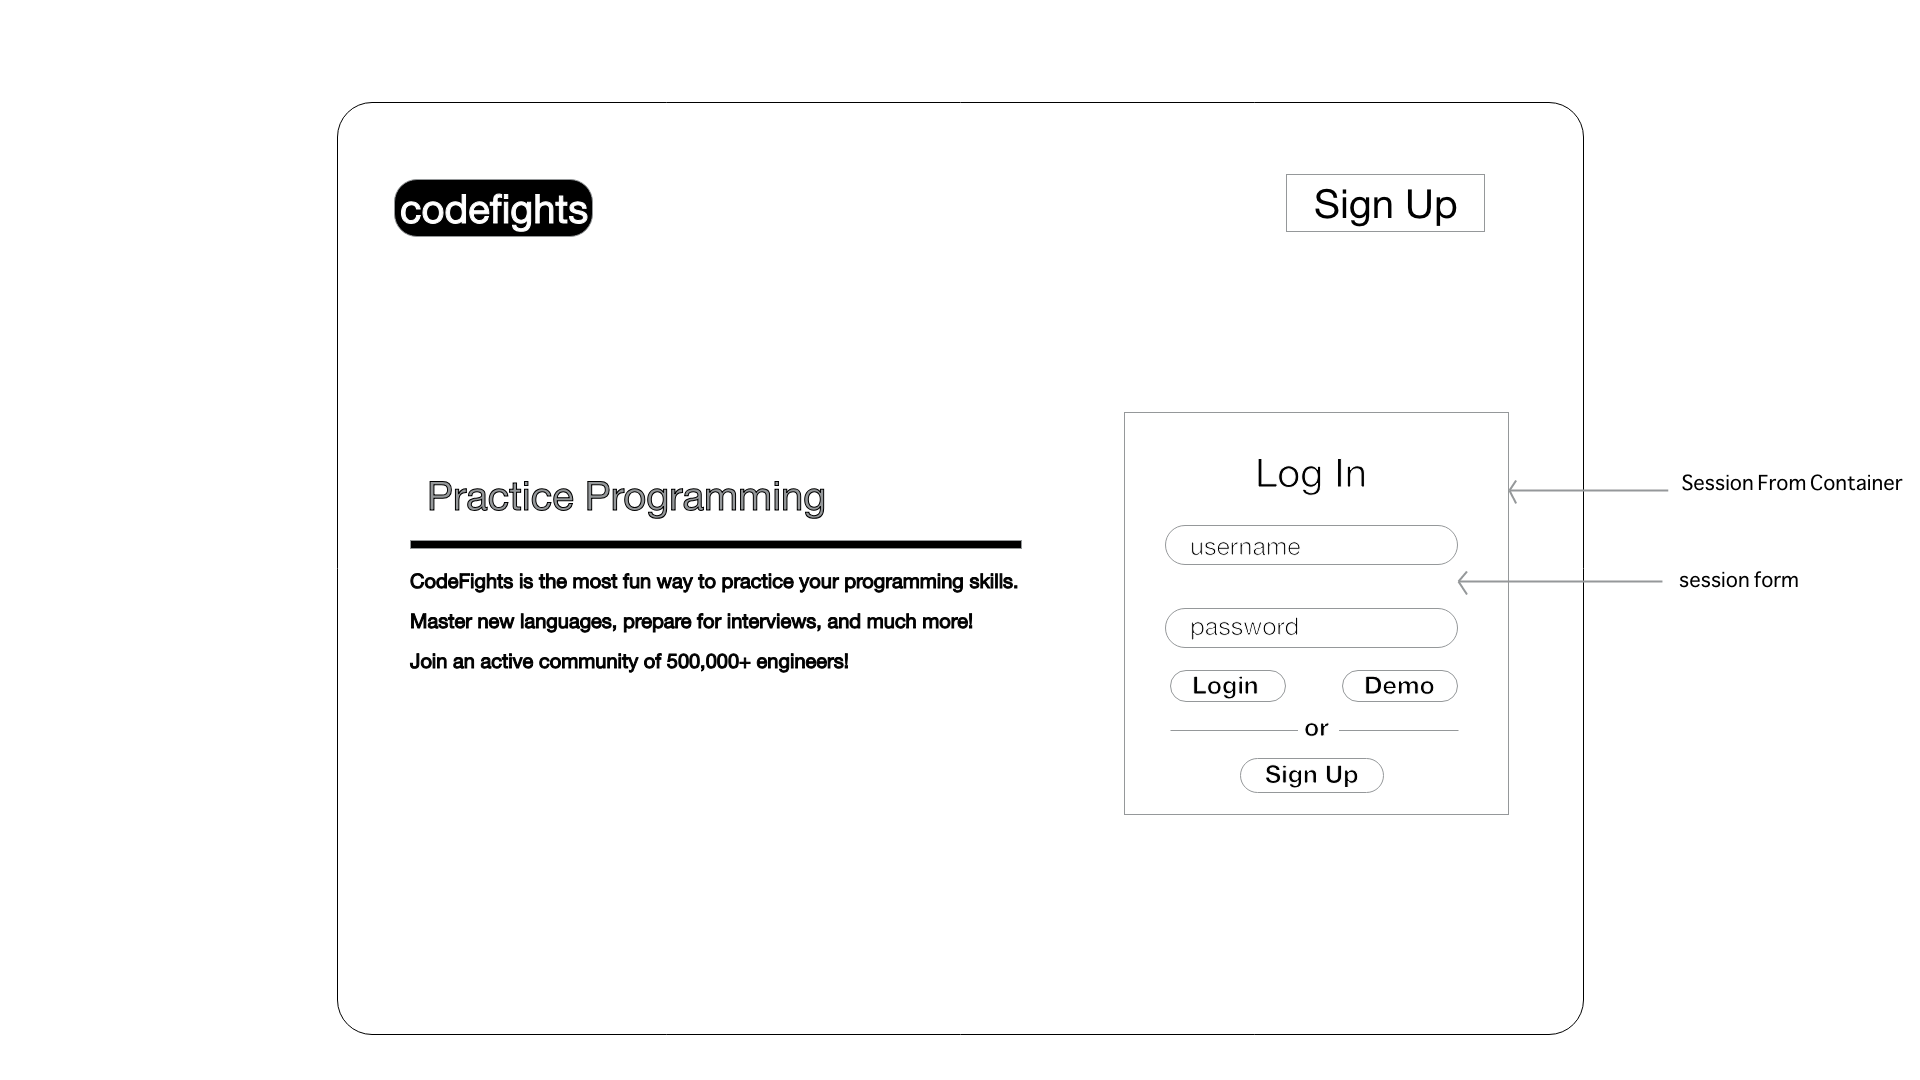 codefights
Sign Up
Practice Programming
CodeFights is the most fun way to practice your programming skills.
Master new languages, prepare for interviews, and much more!
Join an active community of 500,000+ engineers!
Log In
username
password
Login
Demo
or
Sign Up
Session From Container
session form